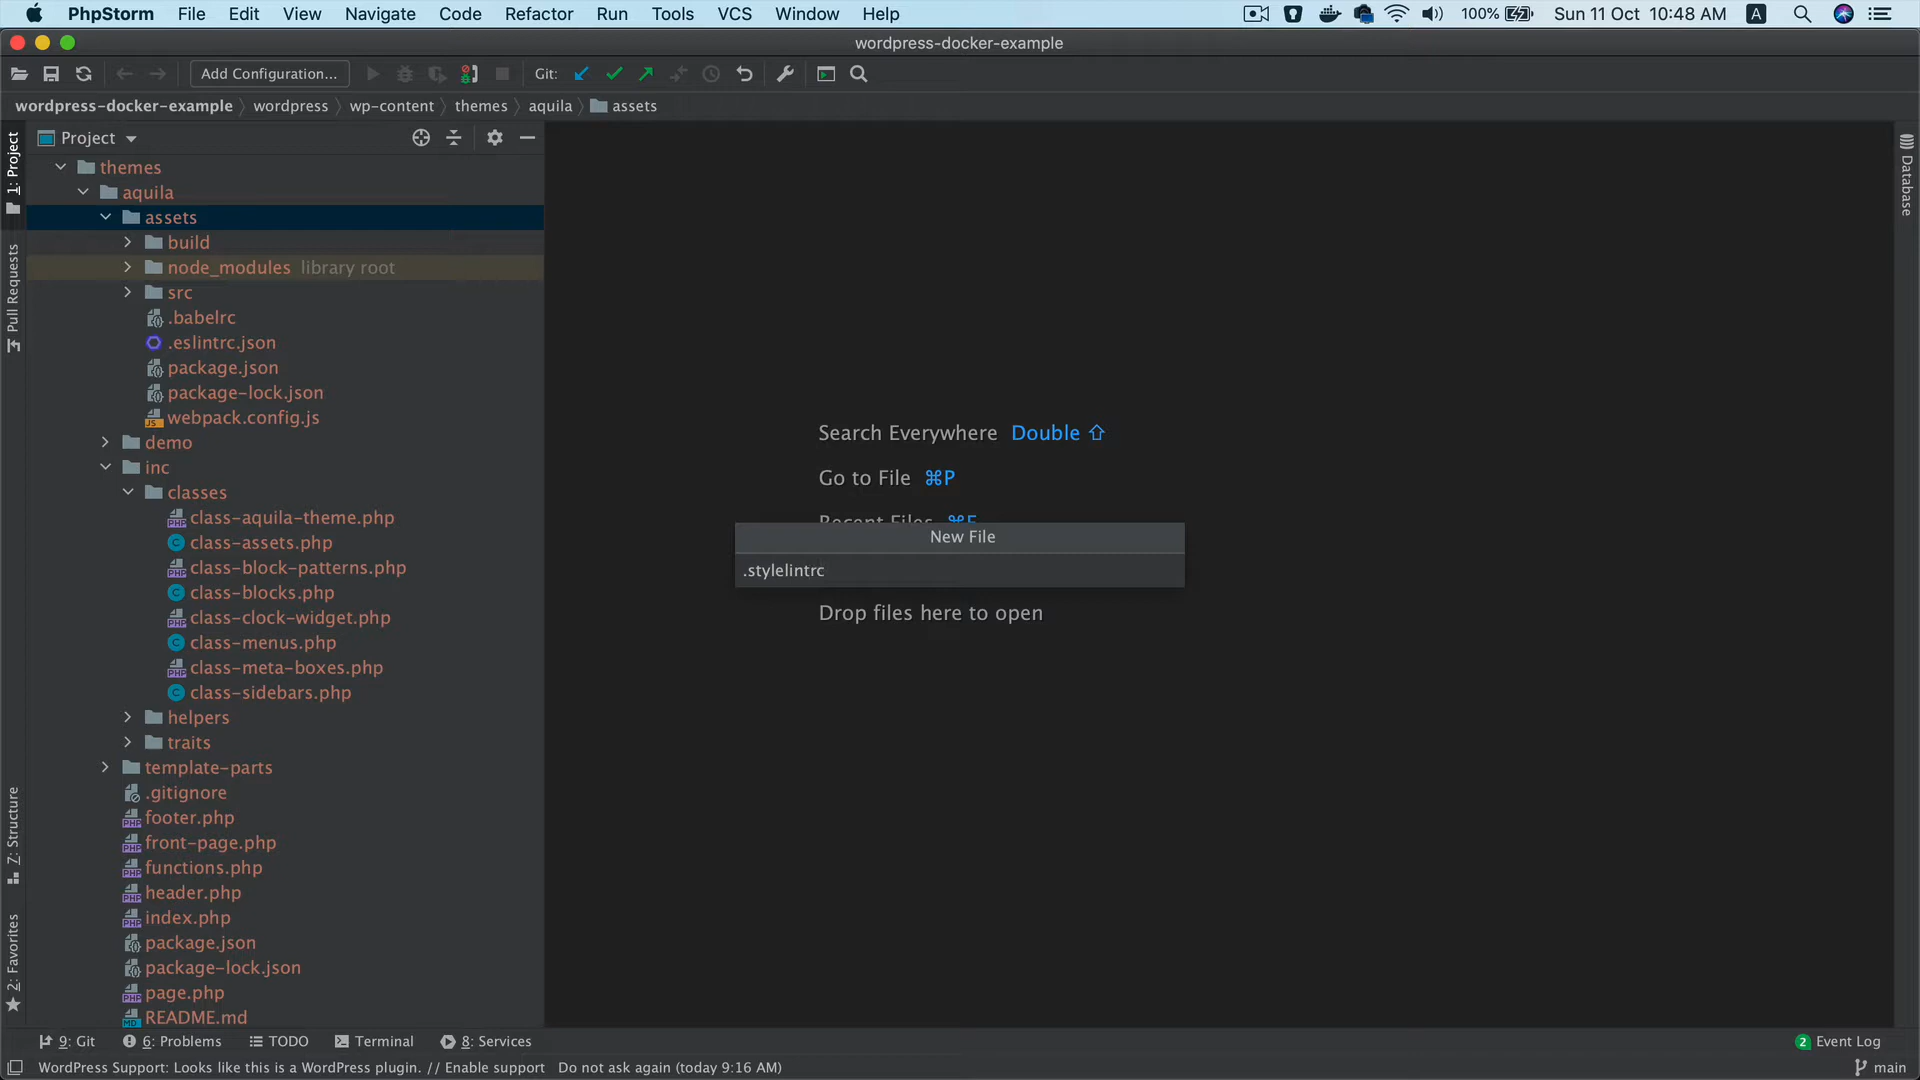 PhpStorm File Edit View Navigate Code Refactor Run Tools VCS Window Help 100% Sun 11 Oct 10:48 AM A
wordpress-docker-example
Add Configuration... Git:
wordpress-docker-example wordpress wp-content themes aquila assets
1: Project
Pull Requests
7: Structure
2: Favorites
Project
themes
aquila
assets
build
node_modules library root
src
.babelrc
.eslintrc.json
package.json
package-lock.json
webpack.config.js
demo
inc
classes
class-aquila-theme.php
class-assets.php
class-block-patterns.php
class-blocks.php
class-clock-widget.php
class-menus.php
class-meta-boxes.php
class-sidebars.php
helpers
traits
template-parts
.gitignore
footer.php
front-page.php
functions.php
header.php
index.php
package.json
package-lock.json
page.php
README.md
Search Everywhere Double ⇧
Go to File ⌘P
Recent Files ⌘E
New File
.stylelintrc
Drop files here to open
Database
9: Git 6: Problems TODO Terminal 8: Services 2 Event Log
WordPress Support: Looks like this is a WordPress plugin. // Enable support Do not ask again (today 9:16 AM) main